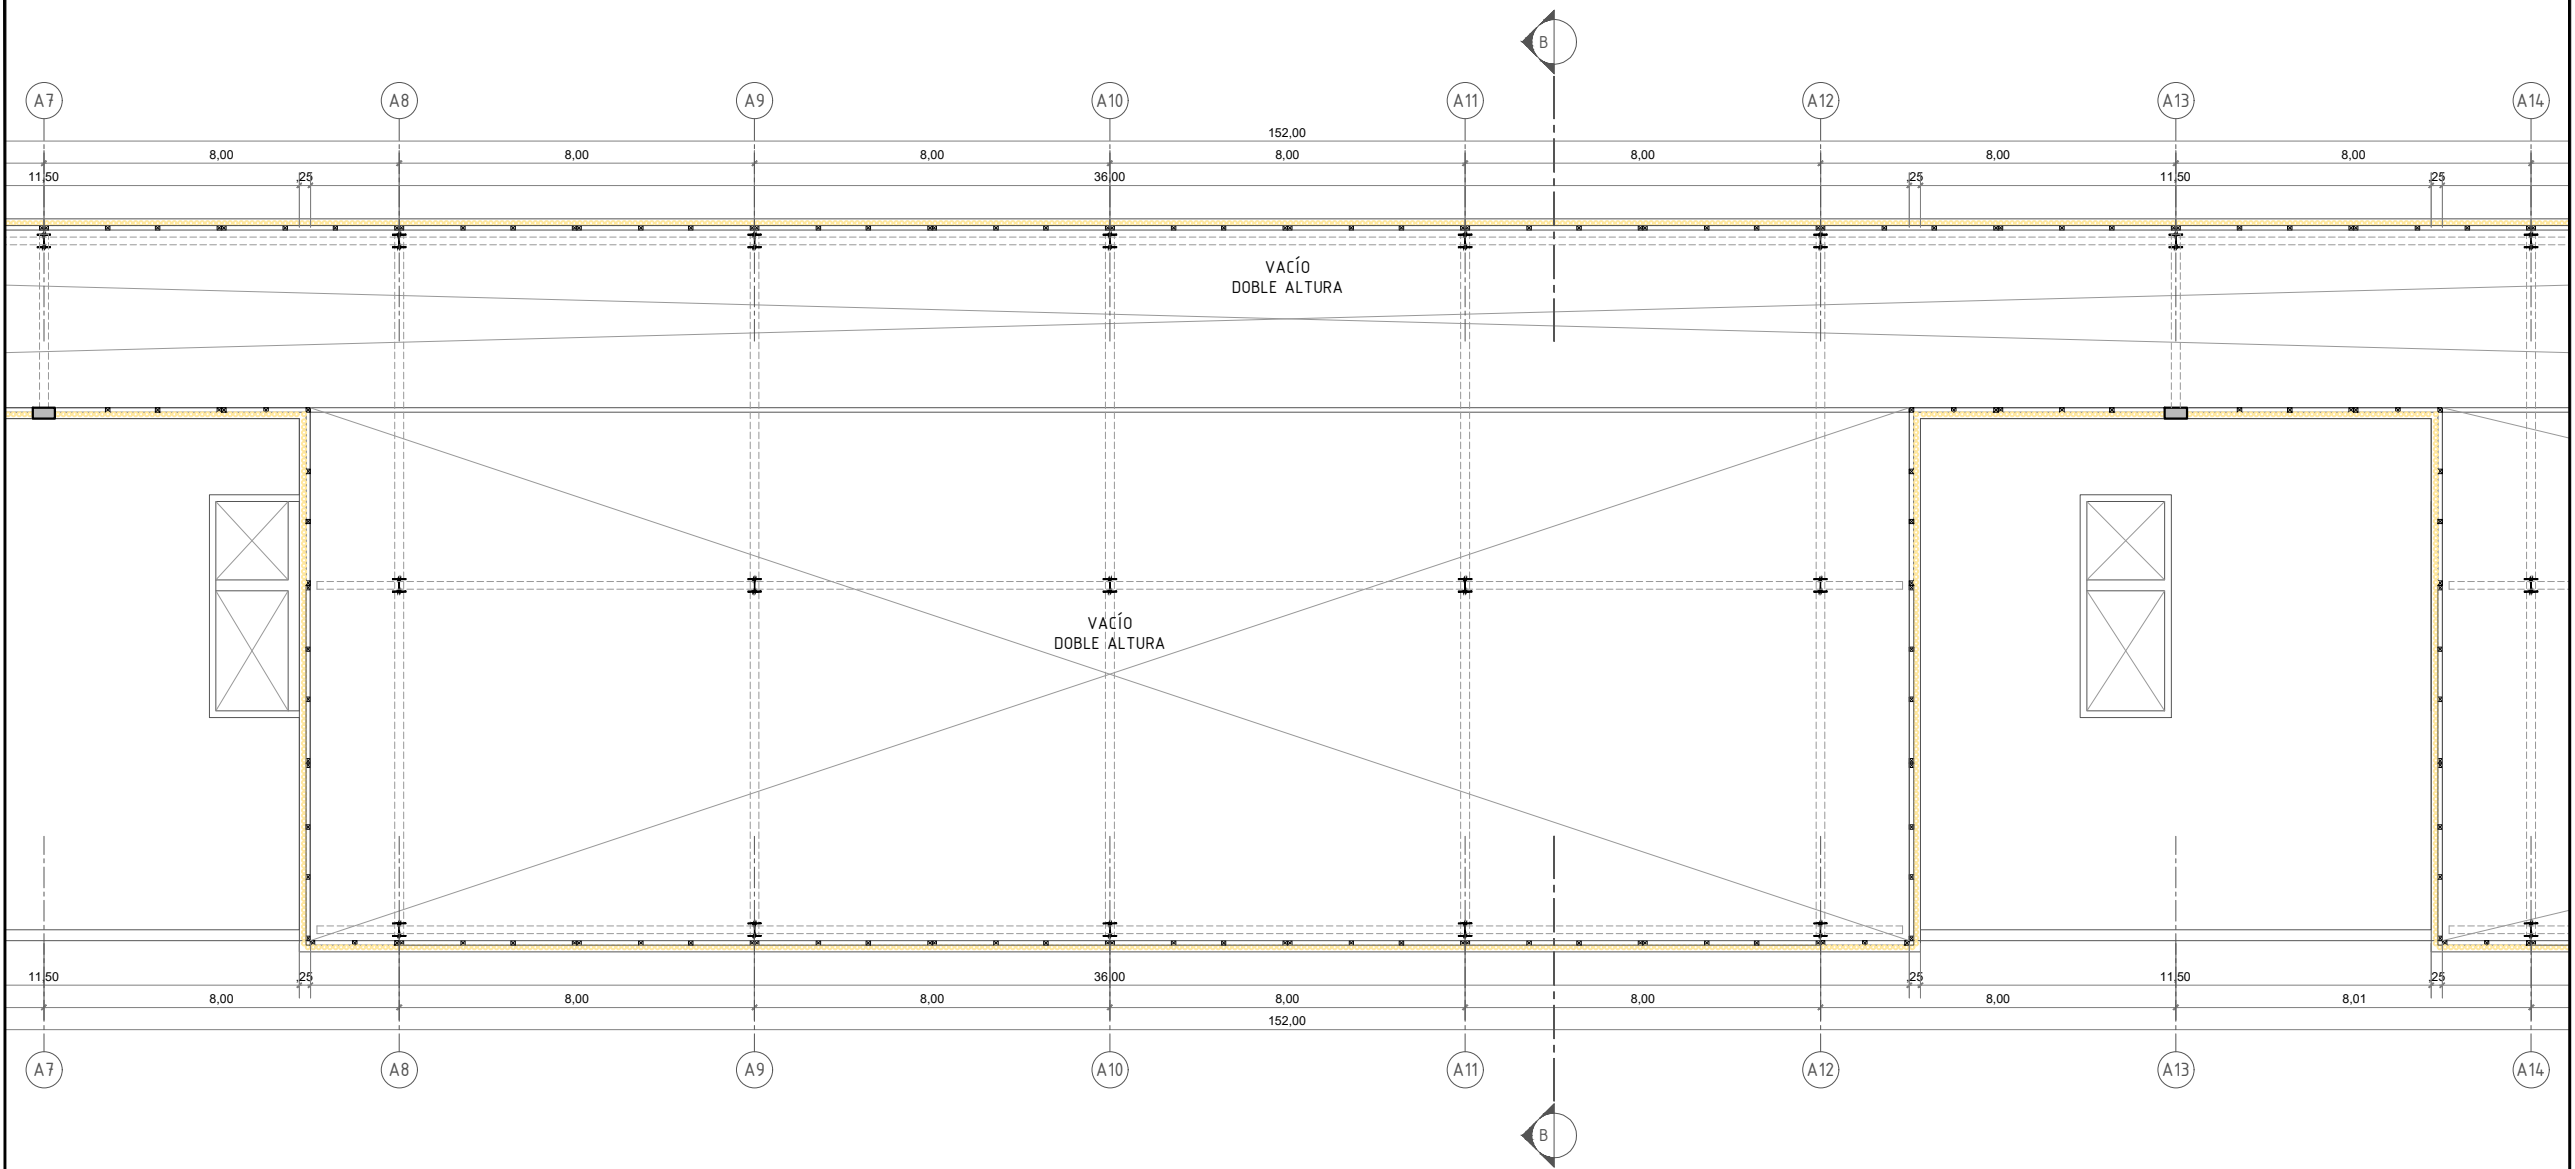 B
A7 A8 A9 A10 A11 A12 A13 A14
152,00
8,00 8,00 8,00 8,00 8,00 8,00 8,00
11,50 ,25 36,00 ,25 11,50 ,25
VACÍO
DOBLE ALTURA
VACÍO
DOBLE ALTURA
11,50 ,25 36,00 ,25 11,50 ,25
8,00 8,00 8,00 8,00 8,00 8,00 8,01
152,00
A7 A8 A9 A10 A11 A12 A13 A14
B